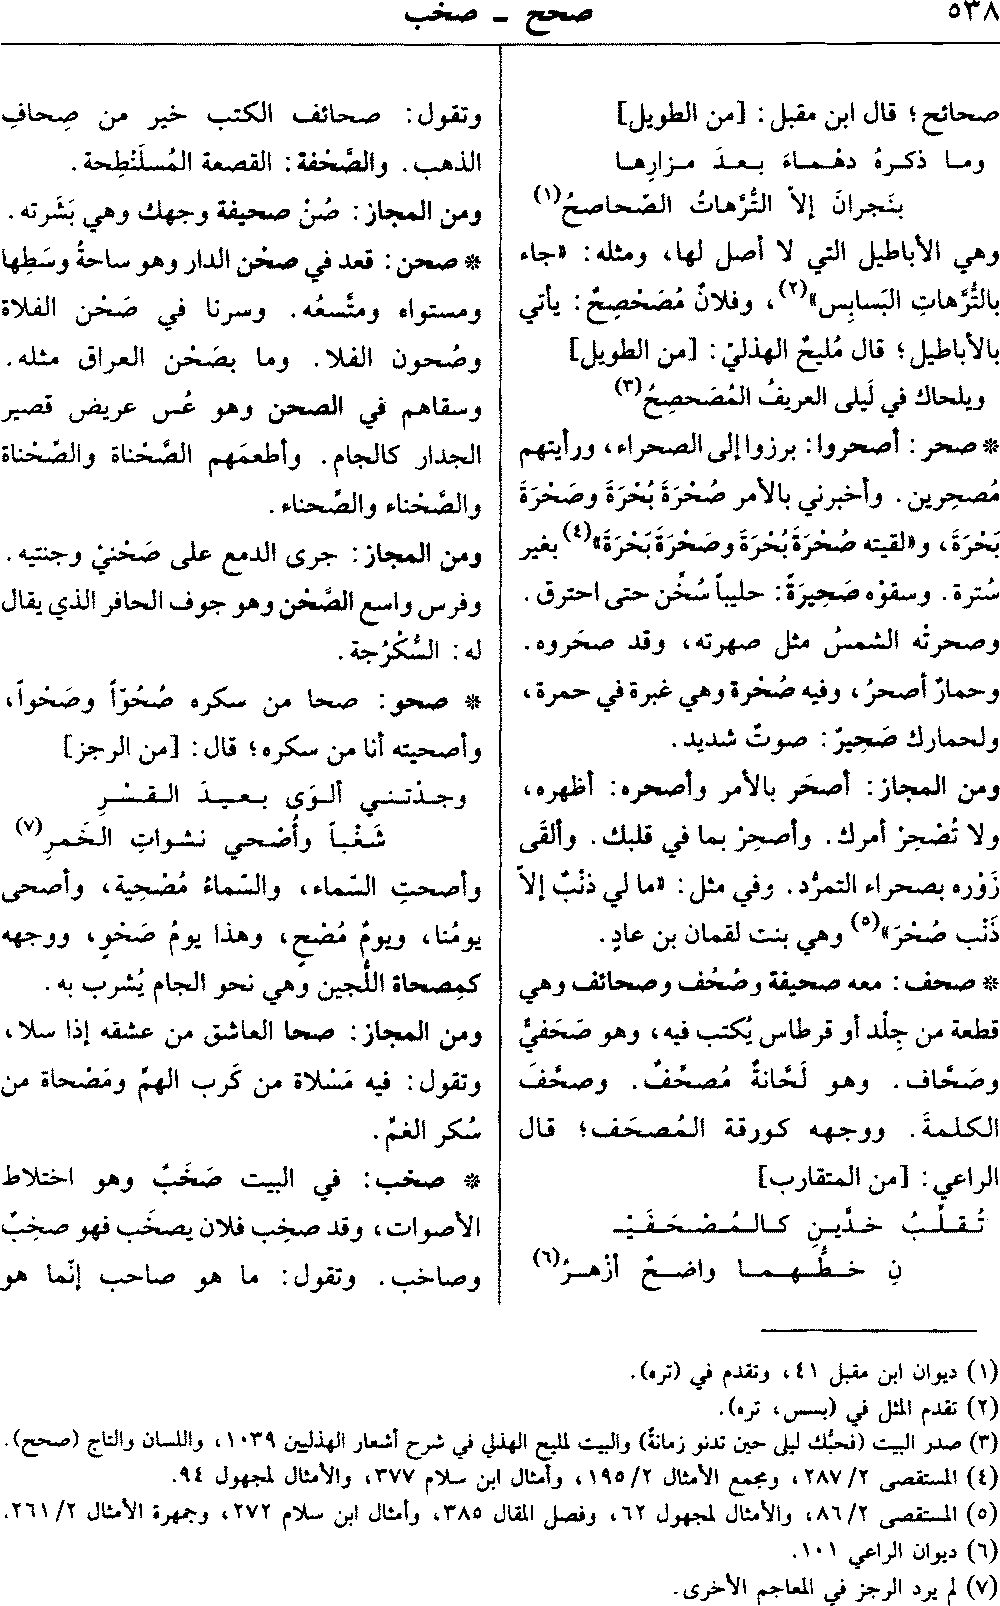 ٥٣٨
صحح - صخب
صحائح؛ قال ابن مقبل: [من الطويل]
وما ذكرهُ دهْماءَ بعدَ مزارِها
بنَجرانَ إلاّ التُّرّهاتُ الصّحاصحُ(١)
وهي الأباطيل التي لا أصل لها، ومثله: «جاء
بالتُّرَّهاتِ البَسابِس»(٢)، وفلانٌ مُصَحْصِحٌ: يأتي
بالأباطيل؛ قال مُليحٌ الهذليّ: [من الطويل]
ويلحاك في لَيلى العريفُ المُصَحصِحُ(٣)
* صحر: أصحروا: برزوا إلى الصحراء، ورأيتهم
مُصحِرين. وأخبرني بالأمر صُحْرَةَ بُحْرَةَ وصَحْرَةَ
بَحْرَةَ، و«لقيته صُحْرَةَ بُحْرَةَ وصَحْرَةَ بَحْرَةَ»(٤) بغير
سُترة. وسقوْه صَحِيرَةً: حليباً سُخِّن حتى احترق.
وصحرتْه الشمسُ مثل صهرته، وقد صحَروه.
وحمارٌ أصحرُ، وفيه صُحْرة وهي غبرة في حمرة،
ولحمارك صَحِيرٌ: صوتٌ شديد.
ومن المجاز: أصحَر بالأمر وأصحره: أظهره،
ولا تُصْحِرْ أمرك. وأصحِرْ بما في قلبك. وألقَى
زَوْره بصحراء التمرُّد. وفي مثل: «ما لي ذنْبٌ إلاّ
ذَنْب صُحْرَ»(٥) وهي بنت لقمان بن عادٍ.
* صحف: معه صحيفة وصُحُف وصحائف وهي
قطعة من جِلْد أو قرطاس يُكتب فيه، وهو صَحَفيٌّ
وصَحَّاف. وهو لَحَّانةٌ مُصحِّفٌ. وصحَّفَ
الكلمةَ. ووجهه كورقة المُصحَف؛ قال
الراعي: [من المتقارب]
تُقلِّبُ خدَّينِ كالمُصْحَفَيْـ
نِ خطُّهما واضحٌ أزْهرُ(٦)
وتقول: صحائف الكتب خير من صِحافِ
الذهب. والصَّحْفة: القصعة المُسلَنْطِحة.
ومن المجاز: صُنْ صحيفة وجهك وهي بَشَرته.
* صحن: قعد في صحْن الدار وهو ساحةُ وسَطِها
ومستواه ومتَّسعُه. وسرنا في صَحْن الفلاة
وصُحون الفلا. وما بصَحْن العراق مثله.
وسقاهم في الصحن وهو عُس عريض قصير
الجدار كالجام. وأطعمَهم الصَّحْناة والصِّحْناة
والصَّحْناء والصِّحناء.
ومن المجاز: جرى الدمع على صَحْنيْ وجنتيه.
وفرس واسع الصَّحْن وهو جوف الحافر الذي يقال
له: السُّكْرُجة.
* صحو: صحا من سكره صُحُوّاً وصَحْواً،
وأصحيته أنا من سكره؛ قال: [من الرجز]
وجدْتني ألوَى بعيدَ القسْرِ
شَغْباً وأُصْحي نشواتِ الخَمرِ(٧)
وأصحتِ السّماء، والسّماءُ مُصْحِية، وأصحى
يومُنا، ويومٌ مُصْحٍ، وهذا يومُ صَحْوٍ، ووجهه
كمِصحاة اللُّجين وهي نحو الجام يُشرب به.
ومن المجاز: صحا العاشق من عشقه إذا سلا،
وتقول: فيه مَسْلاة من كَرب الهمِّ ومَصْحاة من
سُكر الغمّ.
* صخب: في البيت صَخَبٌ وهو اختلاط
الأصوات، وقد صخِب فلان يصخَب فهو صخِبٌ
وصاخب. وتقول: ما هو صاحب إنّما هو
(١) ديوان ابن مقبل ٤١، وتقدم في (تره).
(٢) تقدم المثل في (بسس، تره).
(٣) صدر البيت (فحبُّك ليلى حين تدنو زمانةٌ) والبيت لمليح الهذلي في شرح أشعار الهذليين ١٠٣٩، واللسان والتاج (صحح).
(٤) المستقصى ٢/ ٢٨٧، ومجمع الأمثال ٢/ ١٩٥، وأمثال ابن سلام ٣٧٧، والأمثال لمجهول ٩٤.
(٥) المستقصى ٢/ ٨٦، والأمثال لمجهول ٦٢، وفصل المقال ٣٨٥، وأمثال ابن سلام ٢٧٢، وجمهرة الأمثال ٢/ ٢٦١.
(٦) ديوان الراعي ١٠١.
(٧) لم يرد الرجز في المعاجم الأخرى.